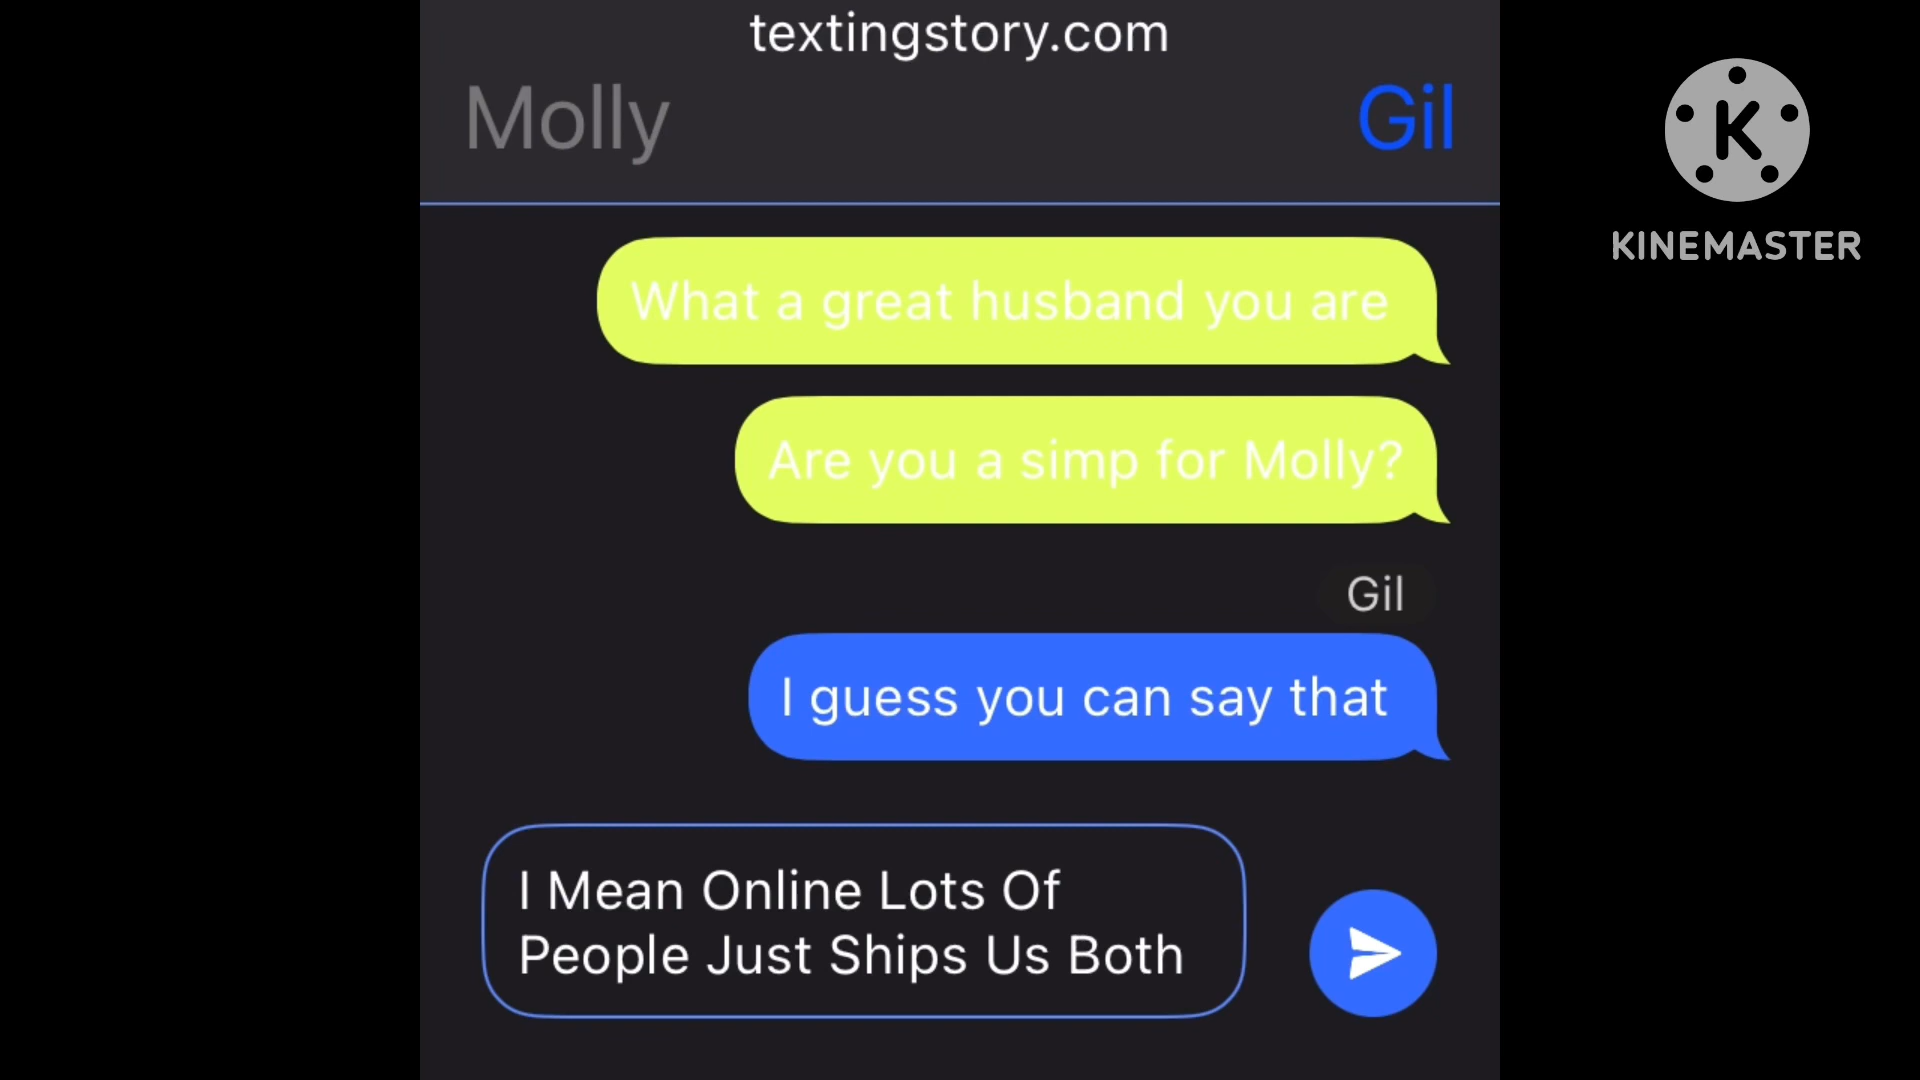 textingstory.com
Molly
Gil
K
KINEMASTER
What a great husband you are
Are you a simp for Molly?
Gil
I guess you can say that
I Mean Online Lots Of
People Just Ships Us Both